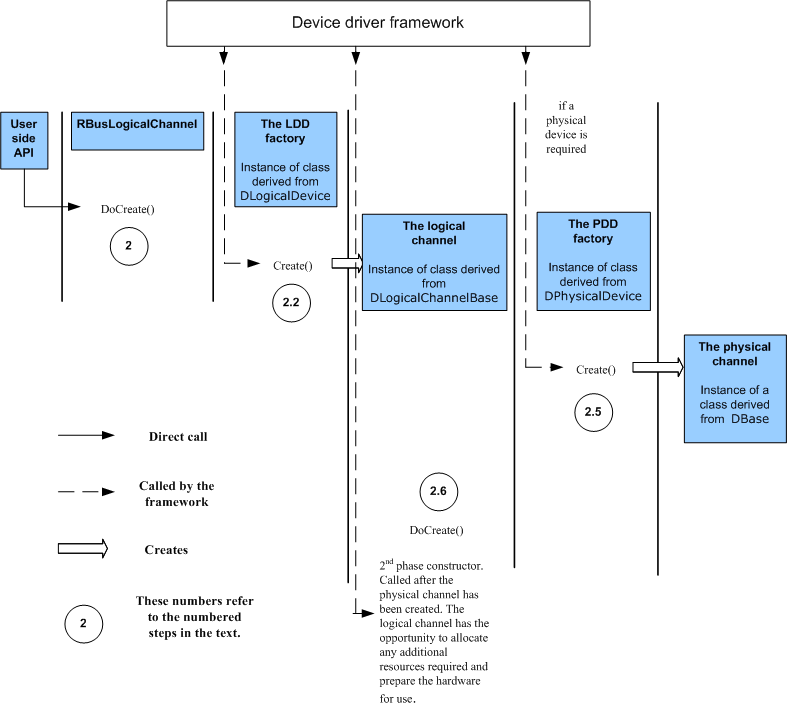 Device driver framework
User
side
API
RBusLogicalChannel
DoCreate()
2
The LDD
factory
Instance of class
derived from
DLogicalDevice
Create()
2.2
The logical
channel
Instance of class derived
from
DLogicalChannelBase
if a
physical
device is
required
The PDD
factory
Instance of class
derived from
DPhysicalDevice
Create()
2.5
The physical
channel
Instance of a
class derived
from DBase
2.6
DoCreate()
2nd phase constructor.
Called after the
physical channel has
been created. The
logical channel has the
opportunity to allocate
any additional
resources required and
prepare the hardware
for use.
Direct call
Called by the
framework
Creates
2
These numbers refer
to the numbered
steps in the text.